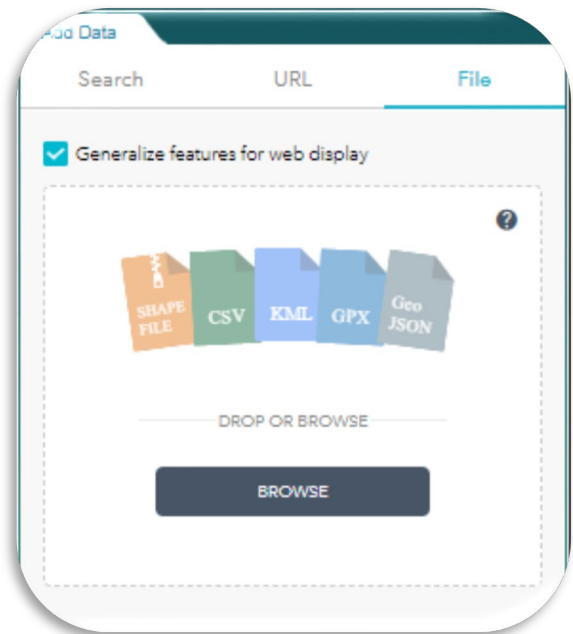 Add Data
Search URL File
Generalize features for web display
?
SHAPE
FILE
CSV
KML
GPX
Geo
JSON
DROP OR BROWSE
BROWSE